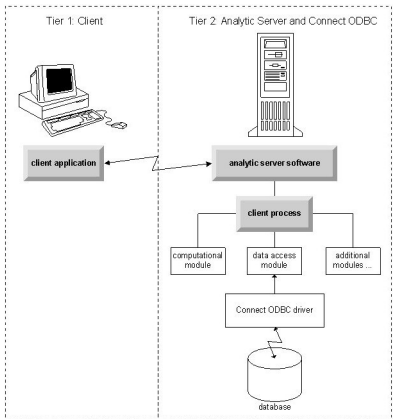 Tier 1: Client
Tier 2: Analytic Server and Connect ODBC
client application
analytic server software
client process
computational
module
data access
module
additional
modules ...
Connect ODBC driver
database